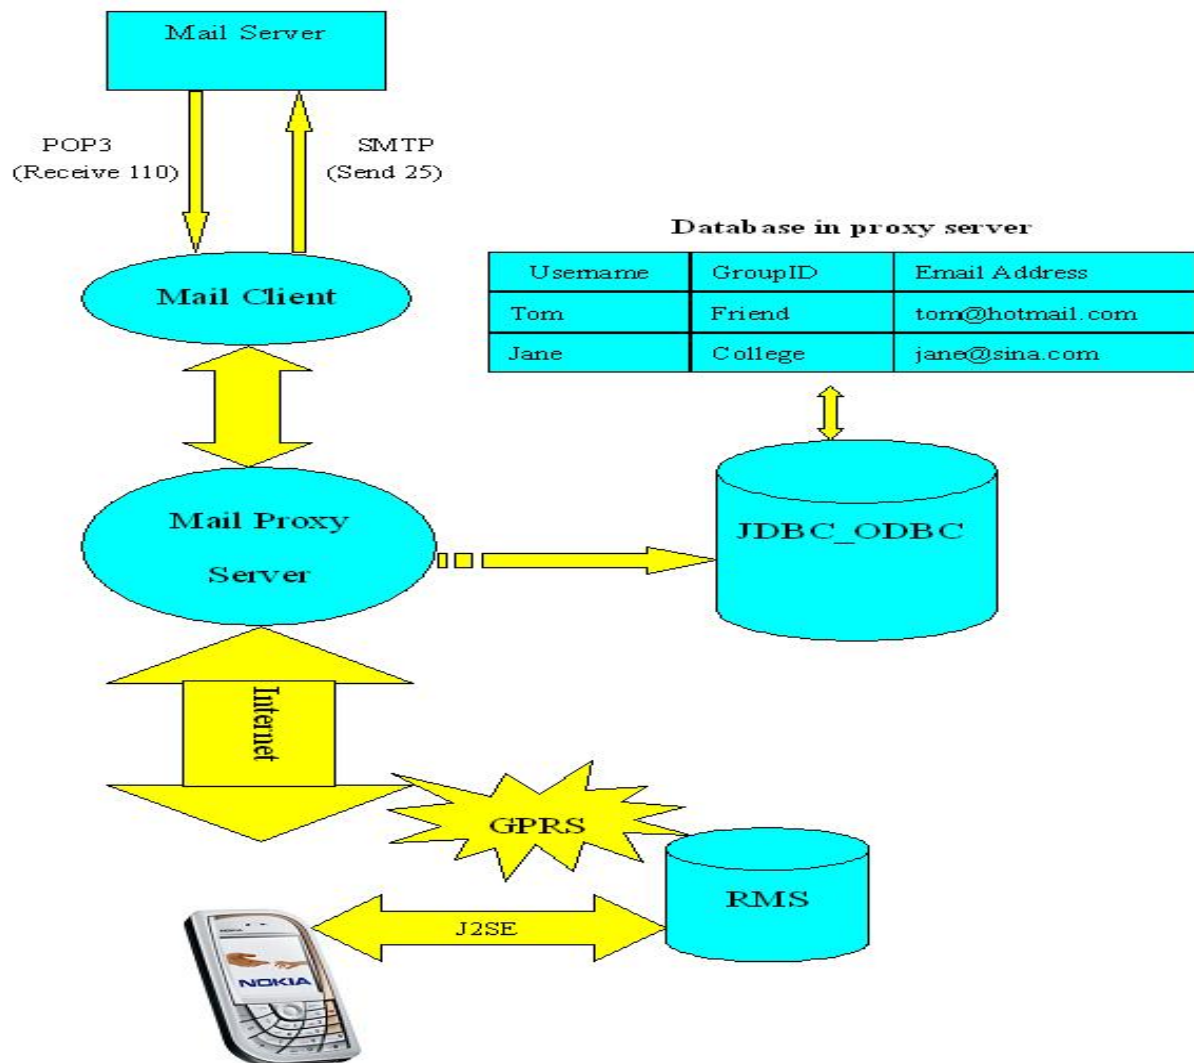 Mail Server
POP3
(Receive 110)
SMTP
(Send 25)
Database in proxy server
Username GroupID Email Address
Tom Friend tom@hotmail.com
Jane College jane@sina.com
Mail Client
Mail Proxy
Server
JDBC_ODBC
Internet
GPRS
RMS
J2SE
NOKIA
NOKIA